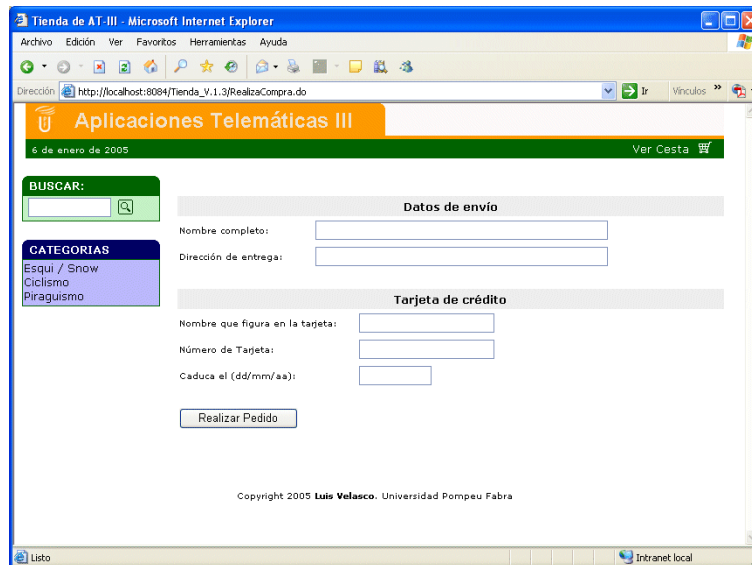 Tienda de AT-III - Microsoft Internet Explorer
Archivo Edición Ver Favoritos Herramientas Ayuda
Dirección http://localhost:8084/Tienda_V.1.3/RealizaCompra.do Ir Vínculos »
Aplicaciones Telemáticas III
6 de enero de 2005 Ver Cesta
BUSCAR:
CATEGORIAS
Esqui / Snow
Ciclismo
Piraguismo
Datos de envío
Nombre completo:
Dirección de entrega:
Tarjeta de crédito
Nombre que figura en la tarjeta:
Número de Tarjeta:
Caduca el (dd/mm/aa):
Realizar Pedido
Copyright 2005 Luis Velasco. Universidad Pompeu Fabra
Listo Intranet local